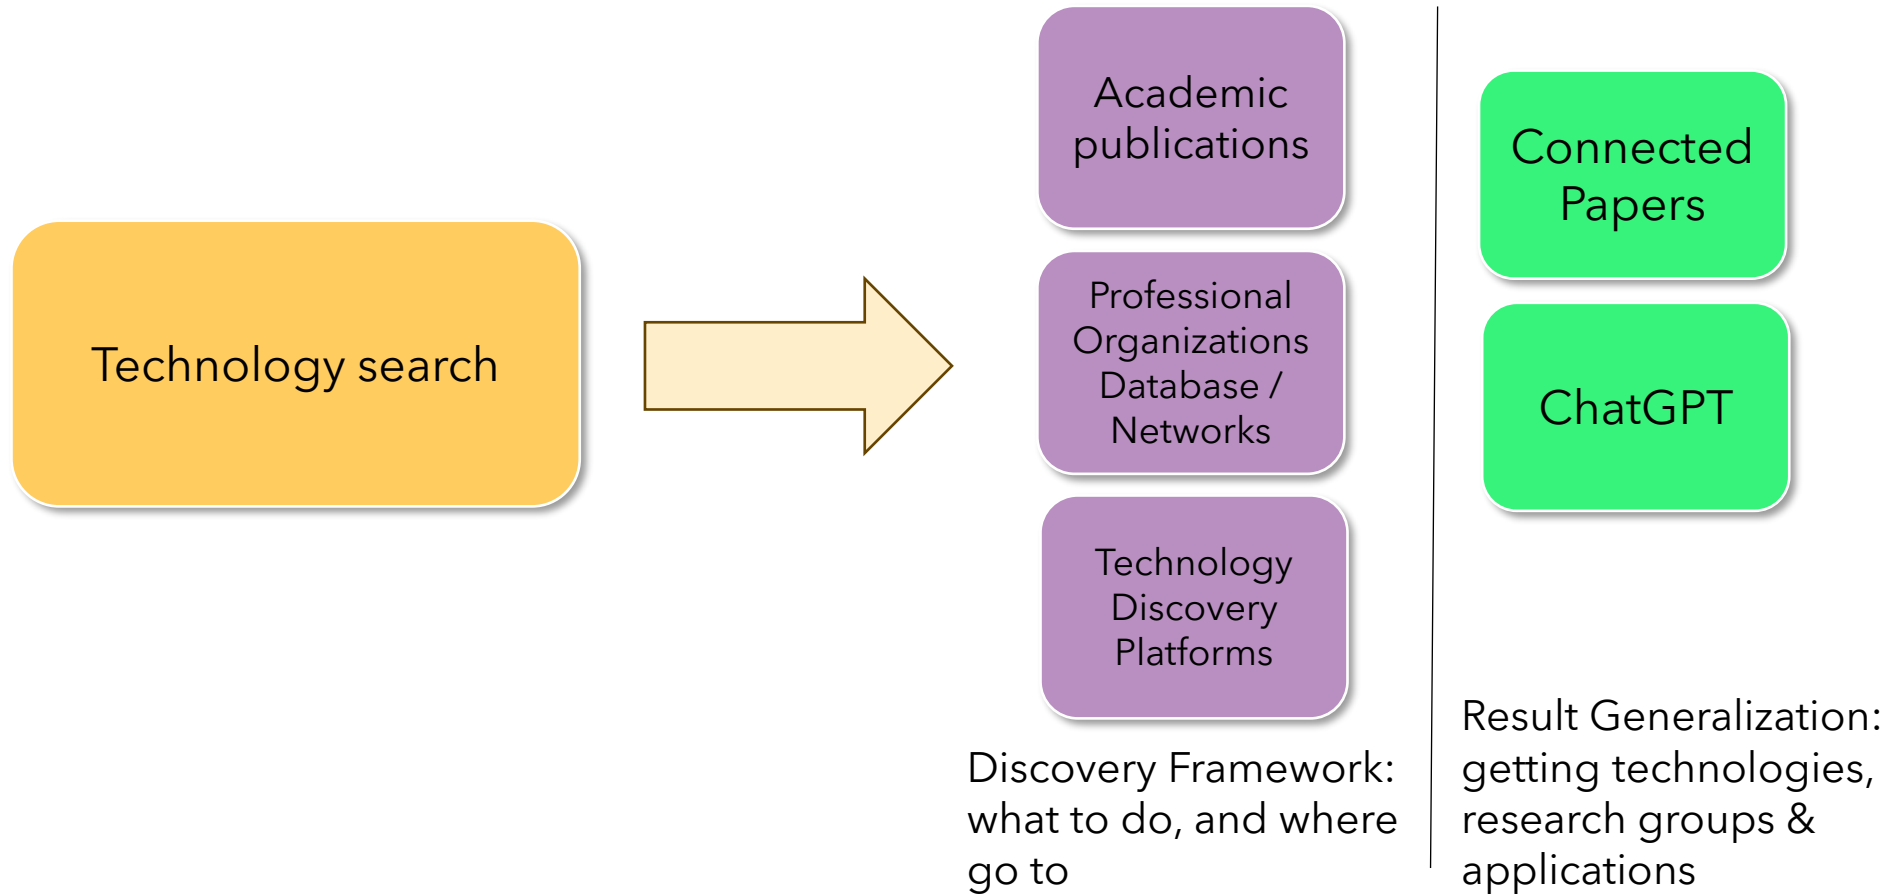 Technology search
Academic
publications
Professional
Organizations
Database /
Networks
Technology
Discovery
Platforms
Discovery Framework:
what to do, and where
go to
Connected
Papers
ChatGPT
Result Generalization:
getting technologies,
research groups &
applications